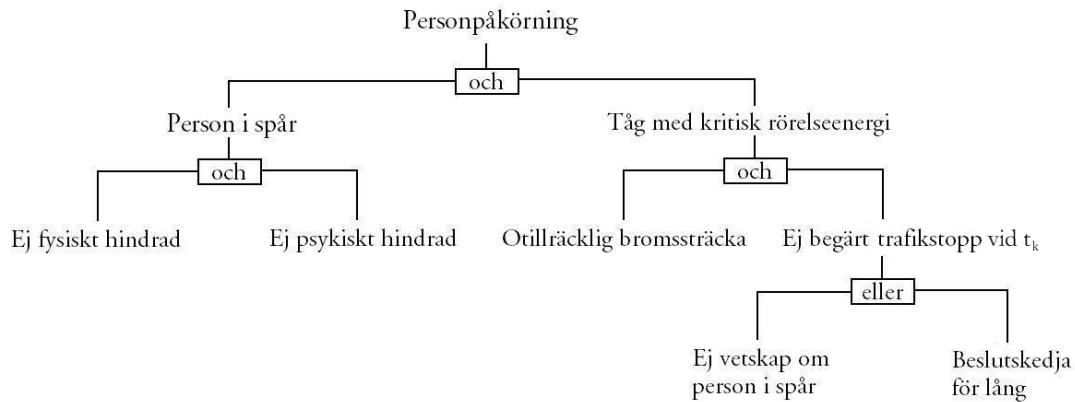 Personpåkörning
och
Person i spår
Tåg med kritisk rörelseenergi
och
och
Ej fysiskt hindrad
Ej psykiskt hindrad
Otillräcklig bromssträcka
Ej begärt trafikstopp vid tₖ
eller
Ej vetskap om
person i spår
Beslutskedja
för lång